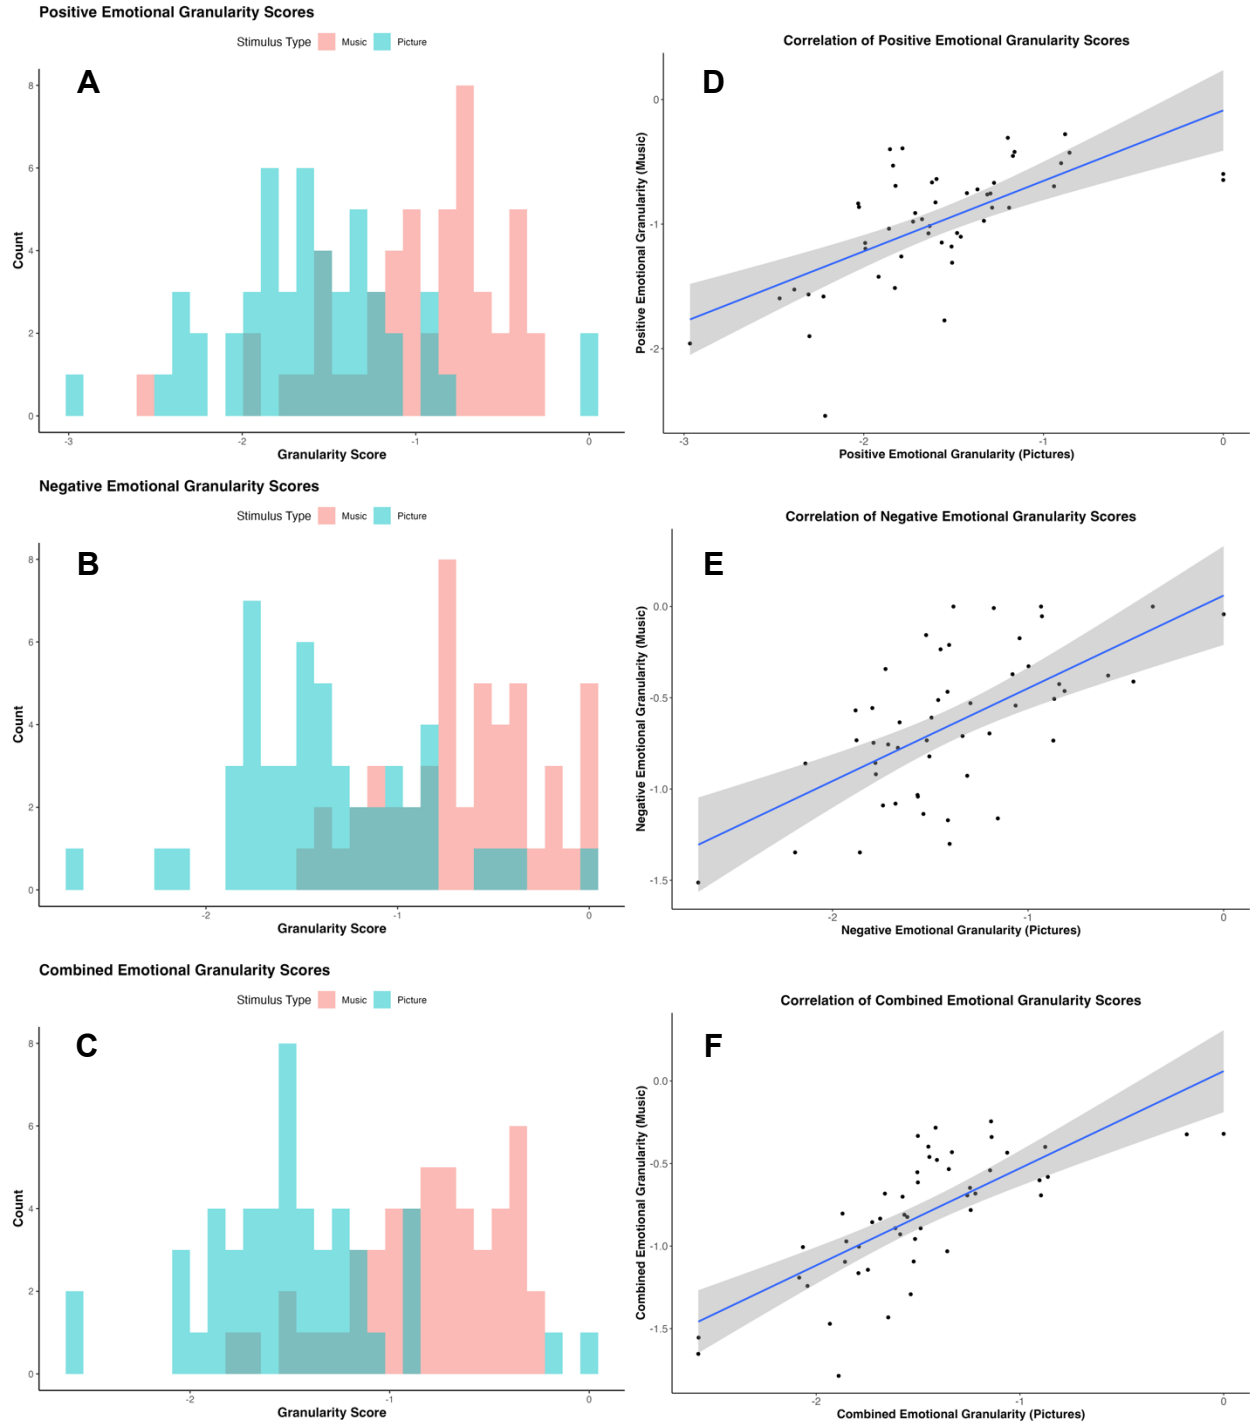 Positive Emotional Granularity Scores
Stimulus Type Music Picture
A
8
6
4
2
0
Count
-3 -2 -1 0
Granularity Score
Correlation of Positive Emotional Granularity Scores
D
0
-1
-2
Positive Emotional Granularity (Music)
-3 -2 -1 0
Positive Emotional Granularity (Pictures)
Negative Emotional Granularity Scores
Stimulus Type Music Picture
B
8
6
4
2
0
Count
-2 -1 0
Granularity Score
Correlation of Negative Emotional Granularity Scores
E
0.0
-0.5
-1.0
-1.5
Negative Emotional Granularity (Music)
-2 -1 0
Negative Emotional Granularity (Pictures)
Combined Emotional Granularity Scores
Stimulus Type Music Picture
C
8
6
4
2
0
Count
-2 -1 0
Granularity Score
Correlation of Combined Emotional Granularity Scores
F
0.0
-0.5
-1.0
-1.5
Combined Emotional Granularity (Music)
-2 -1 0
Combined Emotional Granularity (Pictures)